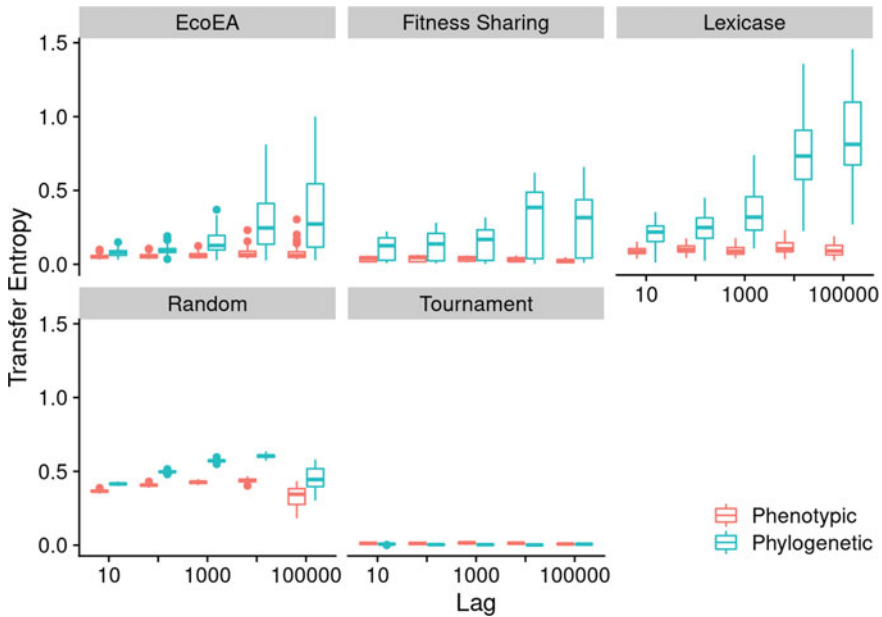 EcoEA
Fitness Sharing
Lexicase
1.5
1.0
0.5
0.0
10
1000
100000
Random
Tournament
1.5
1.0
0.5
0.0
10
1000
100000
10
1000
100000
Transfer Entropy
Lag
Phenotypic
Phylogenetic